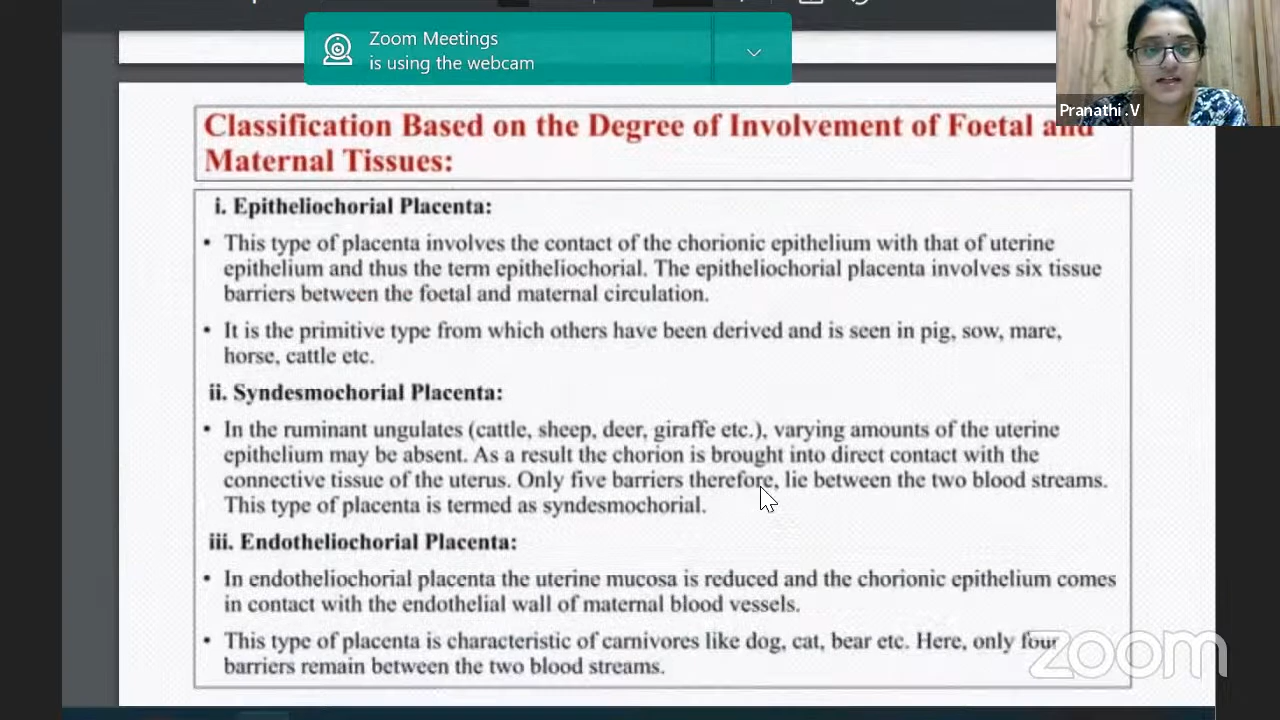 Zoom Meetings
is using the webcam
Pranathi .V
Classification Based on the Degree of Involvement of Foetal and
Maternal Tissues:
i. Epitheliochorial Placenta:
• This type of placenta involves the contact of the chorionic epithelium with that of uterine
epithelium and thus the term epitheliochorial. The epitheliochorial placenta involves six tissue
barriers between the foetal and maternal circulation.
• It is the primitive type from which others have been derived and is seen in pig, sow, mare,
horse, cattle etc.
ii. Syndesmochorial Placenta:
• In the ruminant ungulates (cattle, sheep, deer, giraffe etc.), varying amounts of the uterine
epithelium may be absent. As a result the chorion is brought into direct contact with the
connective tissue of the uterus. Only five barriers therefore, lie between the two blood streams.
This type of placenta is termed as syndesmochorial.
iii. Endotheliochorial Placenta:
• In endotheliochorial placenta the uterine mucosa is reduced and the chorionic epithelium comes
in contact with the endothelial wall of maternal blood vessels.
• This type of placenta is characteristic of carnivores like dog, cat, bear etc. Here, only four
barriers remain between the two blood streams.
zoom